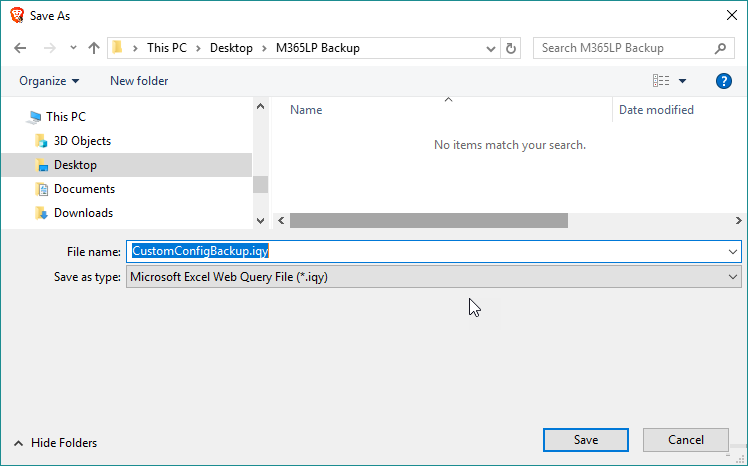 Save As
This PC > Desktop > M365LP Backup
Search M365LP Backup
Organize
New folder
?
This PC
3D Objects
Desktop
Documents
Downloads
Name
Date modified
No items match your search.
File name: CustomConfigBackup.iqy
Save as type: Microsoft Excel Web Query File (*.iqy)
Hide Folders
Save
Cancel